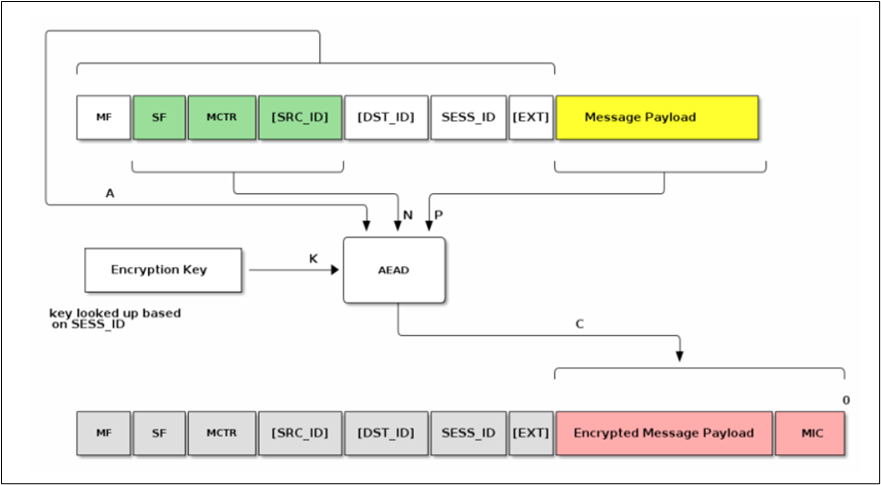 MF SF MCTR [SRC_ID] [DST_ID] SESS_ID [EXT] Message Payload
A
N P
Encryption Key K AEAD
key looked up based
on SESS_ID
C
0
MF SF MCTR [SRC_ID] [DST_ID] SESS_ID [EXT] Encrypted Message Payload MIC